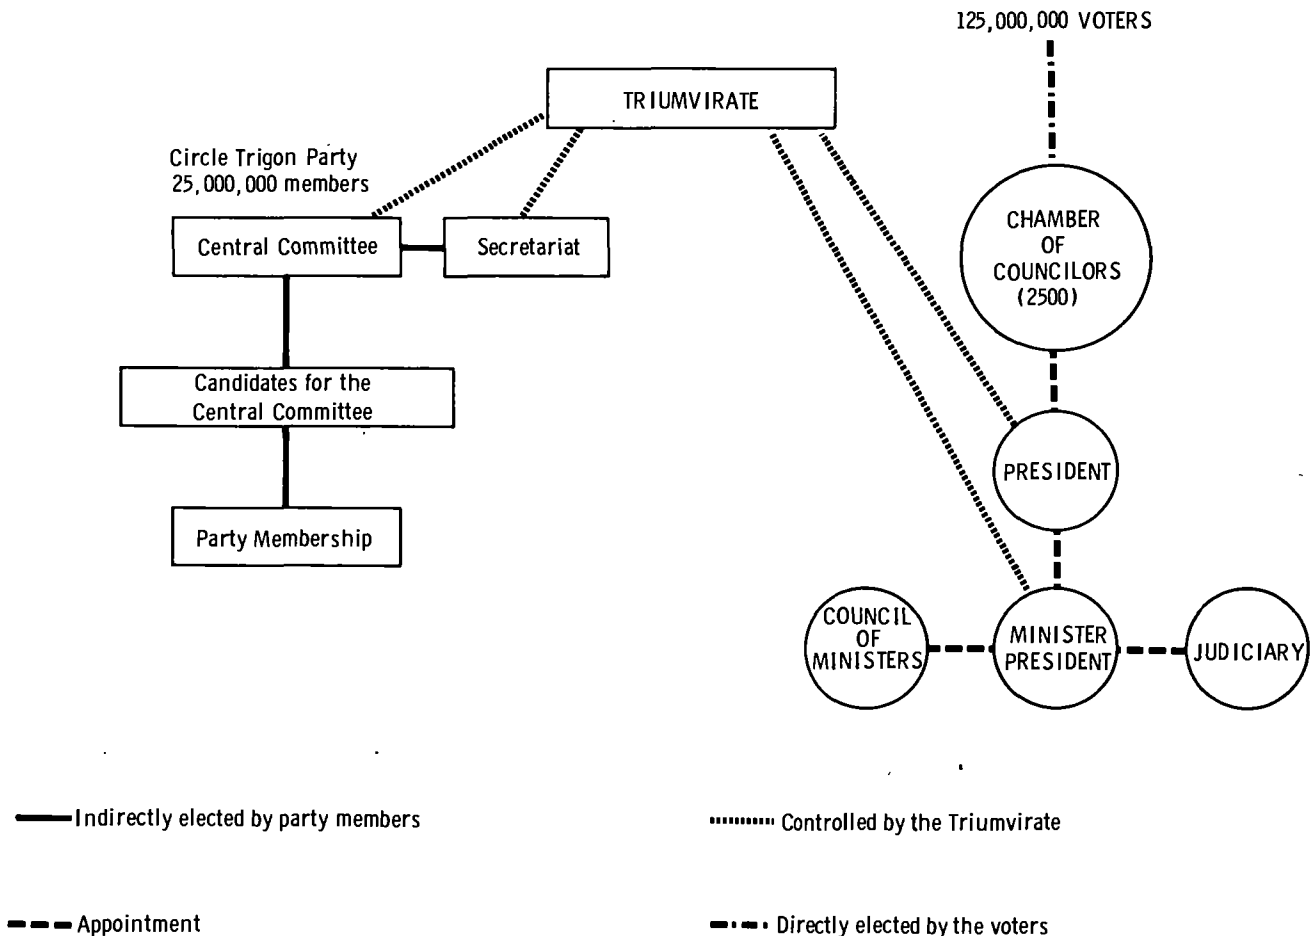 125,000,000 VOTERS
TRIUMVIRATE
Circle Trigon Party
25,000,000 members
Central Committee
Secretariat
CHAMBER
OF
COUNCILORS
(2500)
Candidates for the
Central Committee
PRESIDENT
Party Membership
COUNCIL
OF
MINISTERS
MINISTER
PRESIDENT
JUDICIARY
Indirectly elected by party members
Controlled by the Triumvirate
Appointment
Directly elected by the voters